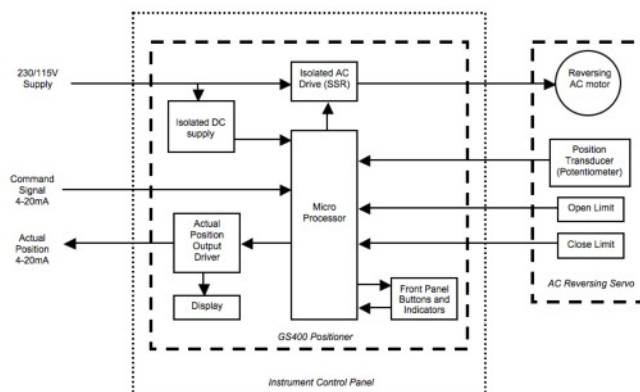 230/115V
Supply
Isolated AC
Drive (SSR)
Reversing
AC motor
Isolated DC
supply
Position
Transducer
(Potentiometer)
Command
Signal
4-20mA
Micro
Processor
Open Limit
Actual
Position
4-20mA
Actual
Position
Output
Driver
Close Limit
Display
Front Panel
Buttons and
Indicators
AC Reversing Servo
GS400 Positioner
Instrument Control Panel